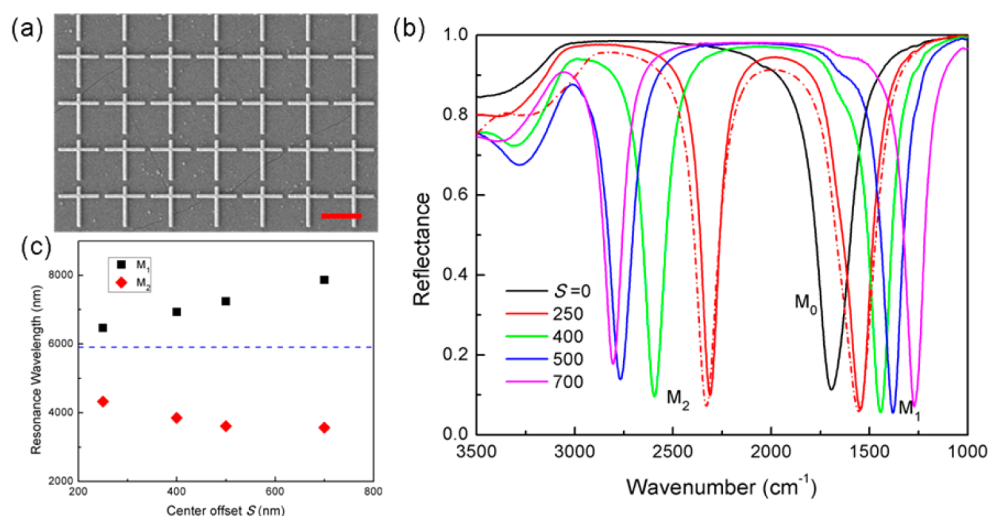 (a)
(b)
1.0
0.8
0.6
0.4
0.2
0.0
3500 3000 2500 2000 1500 1000
Reflectance
Wavenumber (cm-1)
S =0
250
400
500
700
M0
M1
M2
(c)
M1
M2
8000
6000
4000
2000
200 400 600 800
Resonance Wavelength (nm)
Center offset S (nm)